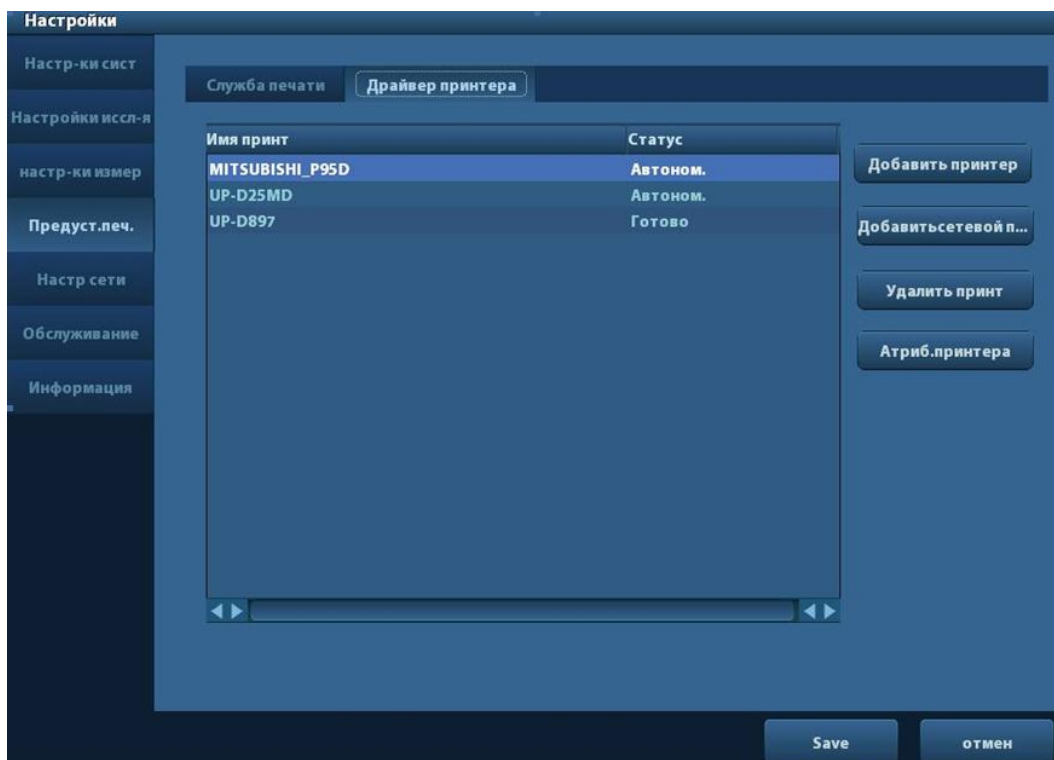 Настройки
Настр-ки сист
Настройки иссл-я
настр-ки измер
Предуст.печ.
Настр сети
Обслуживание
Информация
Служба печати Драйвер принтера
Имя принт Статус
MITSUBISHI_P95D Автоном.
UP-D25MD Автоном.
UP-D897 Готово
Добавить принтер
Добавитьсетевой п...
Удалить принт
Атриб.принтера
Save отмен